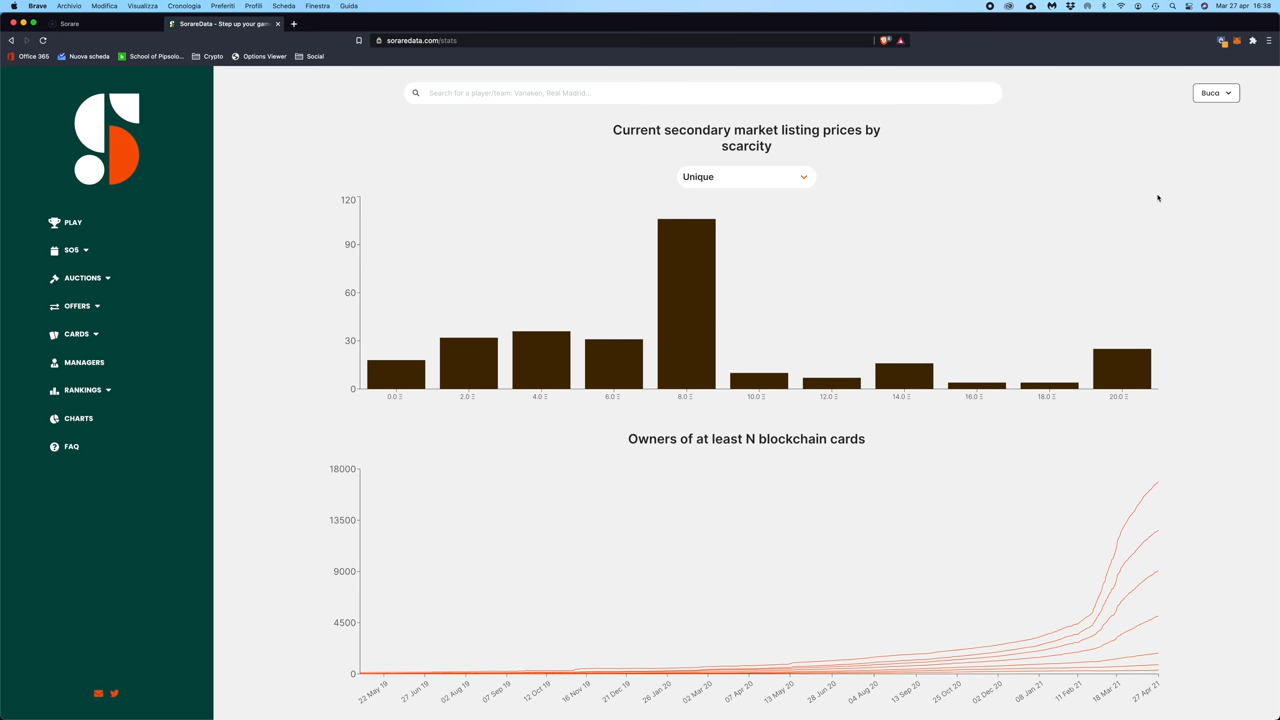 Brave Archivio Modifica Visualizza Cronologia Preferiti Profili Scheda Finestra Guida Mar 27 apr 16:38
Sorare SorareData - Step up your gam
soraredata.com/stats
Office 365 Nuova scheda School of Pipsolo... Crypto Options Viewer Social
Search for a player/team: Vanaken, Real Madrid...
Buca
PLAY
SO5
AUCTIONS
OFFERS
CARDS
MANAGERS
RANKINGS
CHARTS
FAQ
Current secondary market listing prices by
scarcity
Unique
120
90
60
30
0
0.0 Ξ 2.0 Ξ 4.0 Ξ 6.0 Ξ 8.0 Ξ 10.0 Ξ 12.0 Ξ 14.0 Ξ 16.0 Ξ 18.0 Ξ 20.0 Ξ
Owners of at least N blockchain cards
18000
13500
9000
4500
0
22 May 19 27 Jun 19 02 Aug 19 07 Sep 19 12 Oct 19 16 Nov 19 21 Dec 19 28 Jan 20 02 Mar 20 07 Apr 20 13 May 20 28 Jun 20 04 Aug 20 13 Sep 20 25 Oct 20 02 Dec 20 08 Jan 21 11 Feb 21 18 Mar 21 27 Apr 21